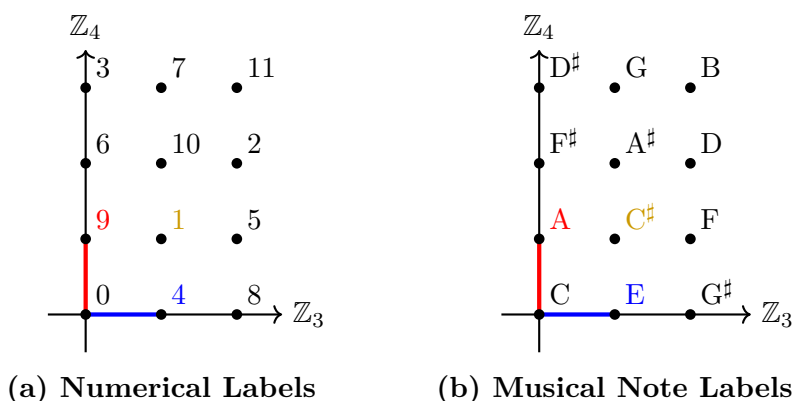 ℤ₄ ℤ₄
3 7 11 D♯ G B
6 10 2 F♯ A♯ D
9 1 5 A C♯ F
0 4 8 ℤ₃ C E G♯ ℤ₃
(a) Numerical Labels (b) Musical Note Labels